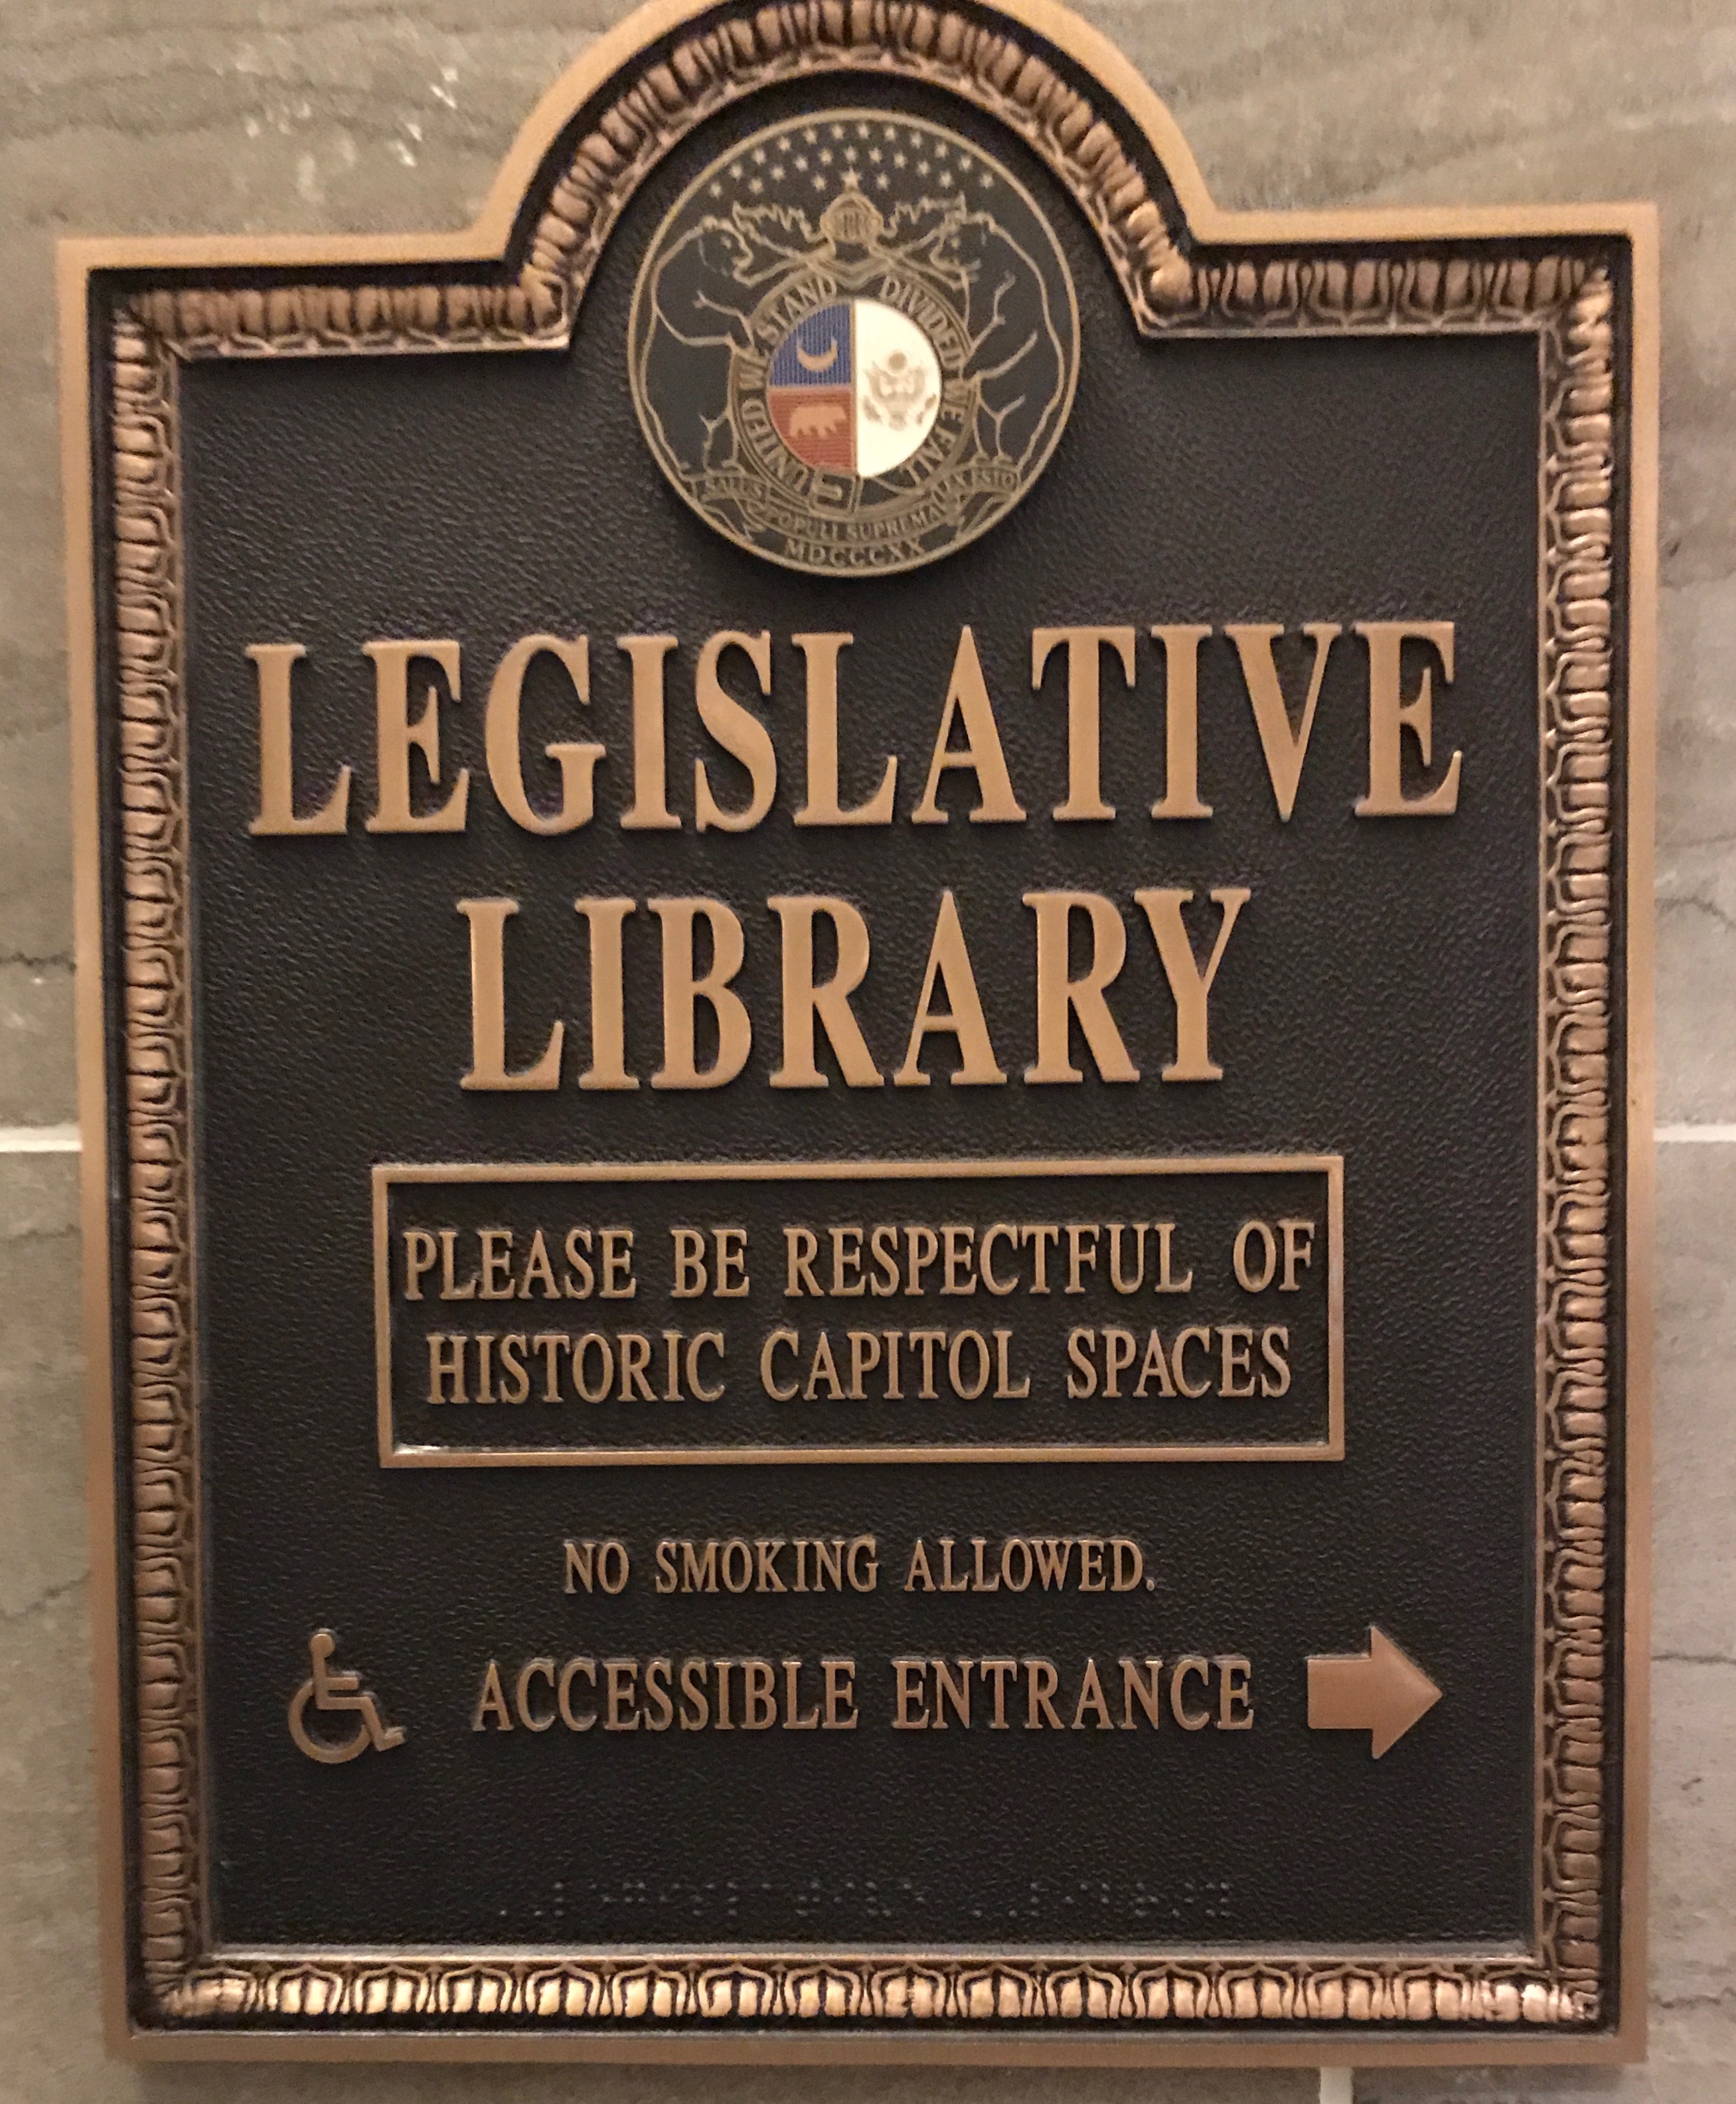 UNITED WE STAND DIVIDED WE FALL
SALUS POPULI SUPREMA LEX ESTO
MDCCCXX
LEGISLATIVE
LIBRARY
PLEASE BE RESPECTFUL OF
HISTORIC CAPITOL SPACES
NO SMOKING ALLOWED.
ACCESSIBLE ENTRANCE